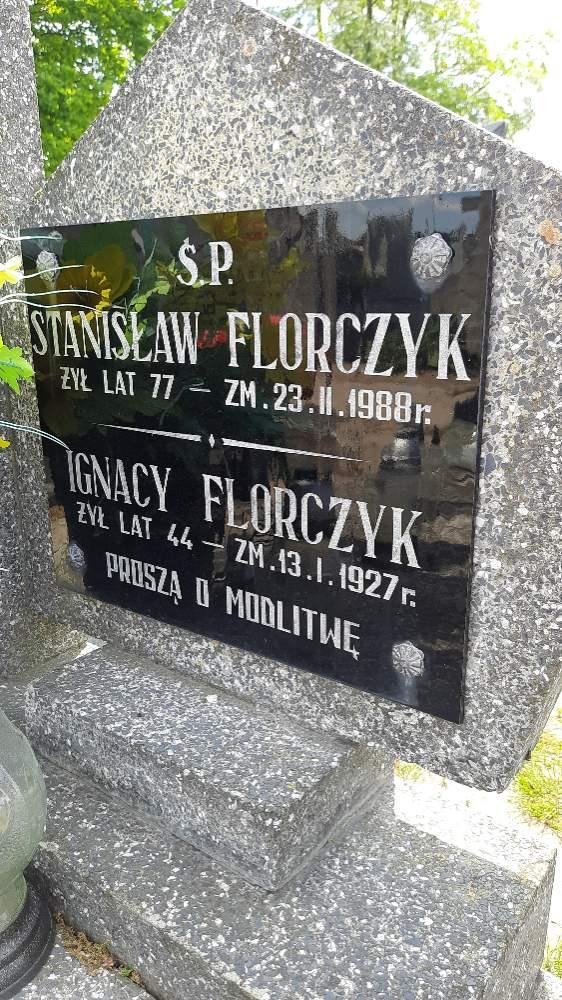 Ś.P.
STANISŁAW FLORCZYK
ŻYŁ LAT 77 – ZM. 23. II. 1988 r.
IGNACY FLORCZYK
ŻYŁ LAT 44 – ZM. 13. I. 1927 r.
PROSZĄ O MODLITWĘ